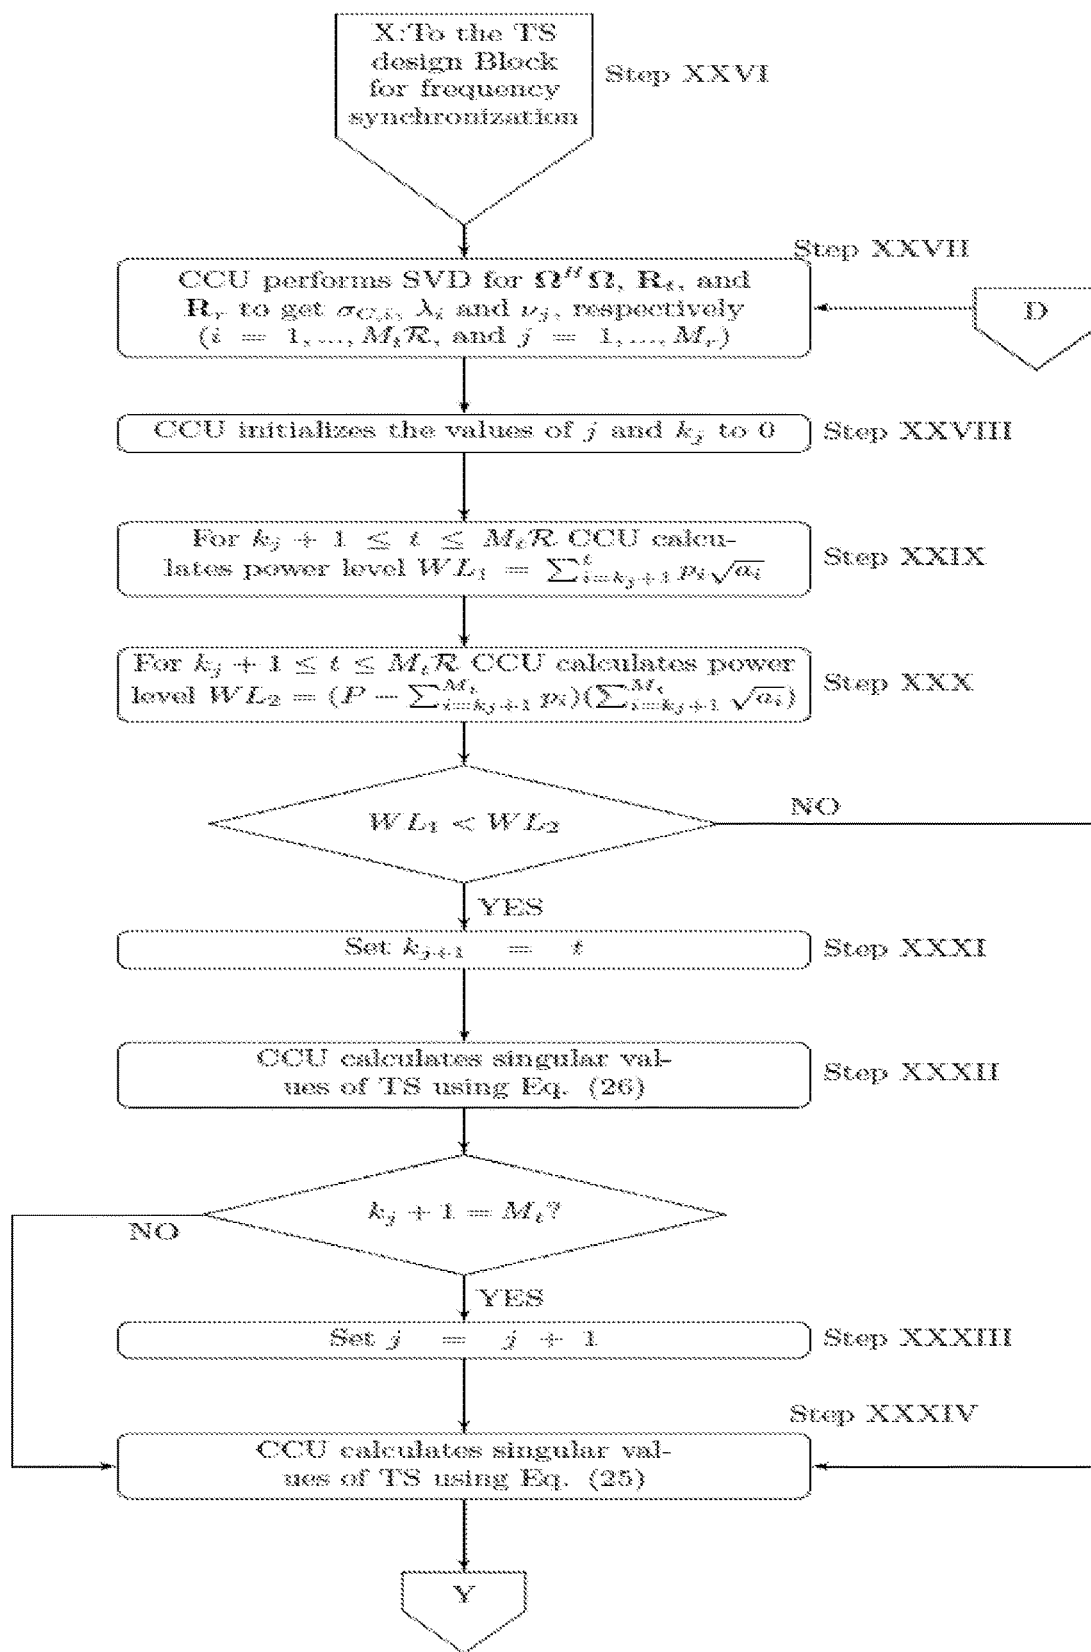 X:To the TS
design Block
for frequency
synchronization
Step XXVI
Step XXVII
CCU performs SVD for Ω^H Ω, R_t, and
R_r to get σ_{Ω,i}, λ_i and ν_j, respectively
(i = 1, ..., M_t ℛ, and j = 1, ..., M_r)
D
CCU initializes the values of j and k_j to 0
Step XXVIII
For k_j + 1 ≤ t ≤ M_t ℛ CCU calcu-
lates power level WL_1 = ∑_{i=k_j+1}^{t} p_i √a_i
Step XXIX
For k_j + 1 ≤ t ≤ M_t ℛ CCU calculates power
level WL_2 = (P − ∑_{i=k_j+1}^{M_t} p_i)(∑_{i=k_j+1}^{M_t} √a_i)
Step XXX
WL_1 < WL_2
NO
YES
Set k_{j+1} = t
Step XXXI
CCU calculates singular val-
ues of TS using Eq. (26)
Step XXXII
k_j + 1 = M_t?
NO
YES
Set j = j + 1
Step XXXIII
Step XXXIV
CCU calculates singular val-
ues of TS using Eq. (25)
Y